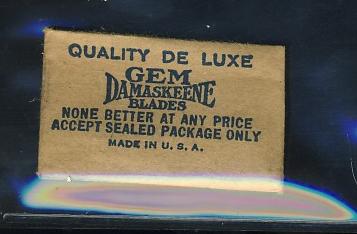 QUALITY DE LUXE
GEM
DAMASKEENE
BLADES
NONE BETTER AT ANY PRICE
ACCEPT SEALED PACKAGE ONLY
MADE IN U. S. A.